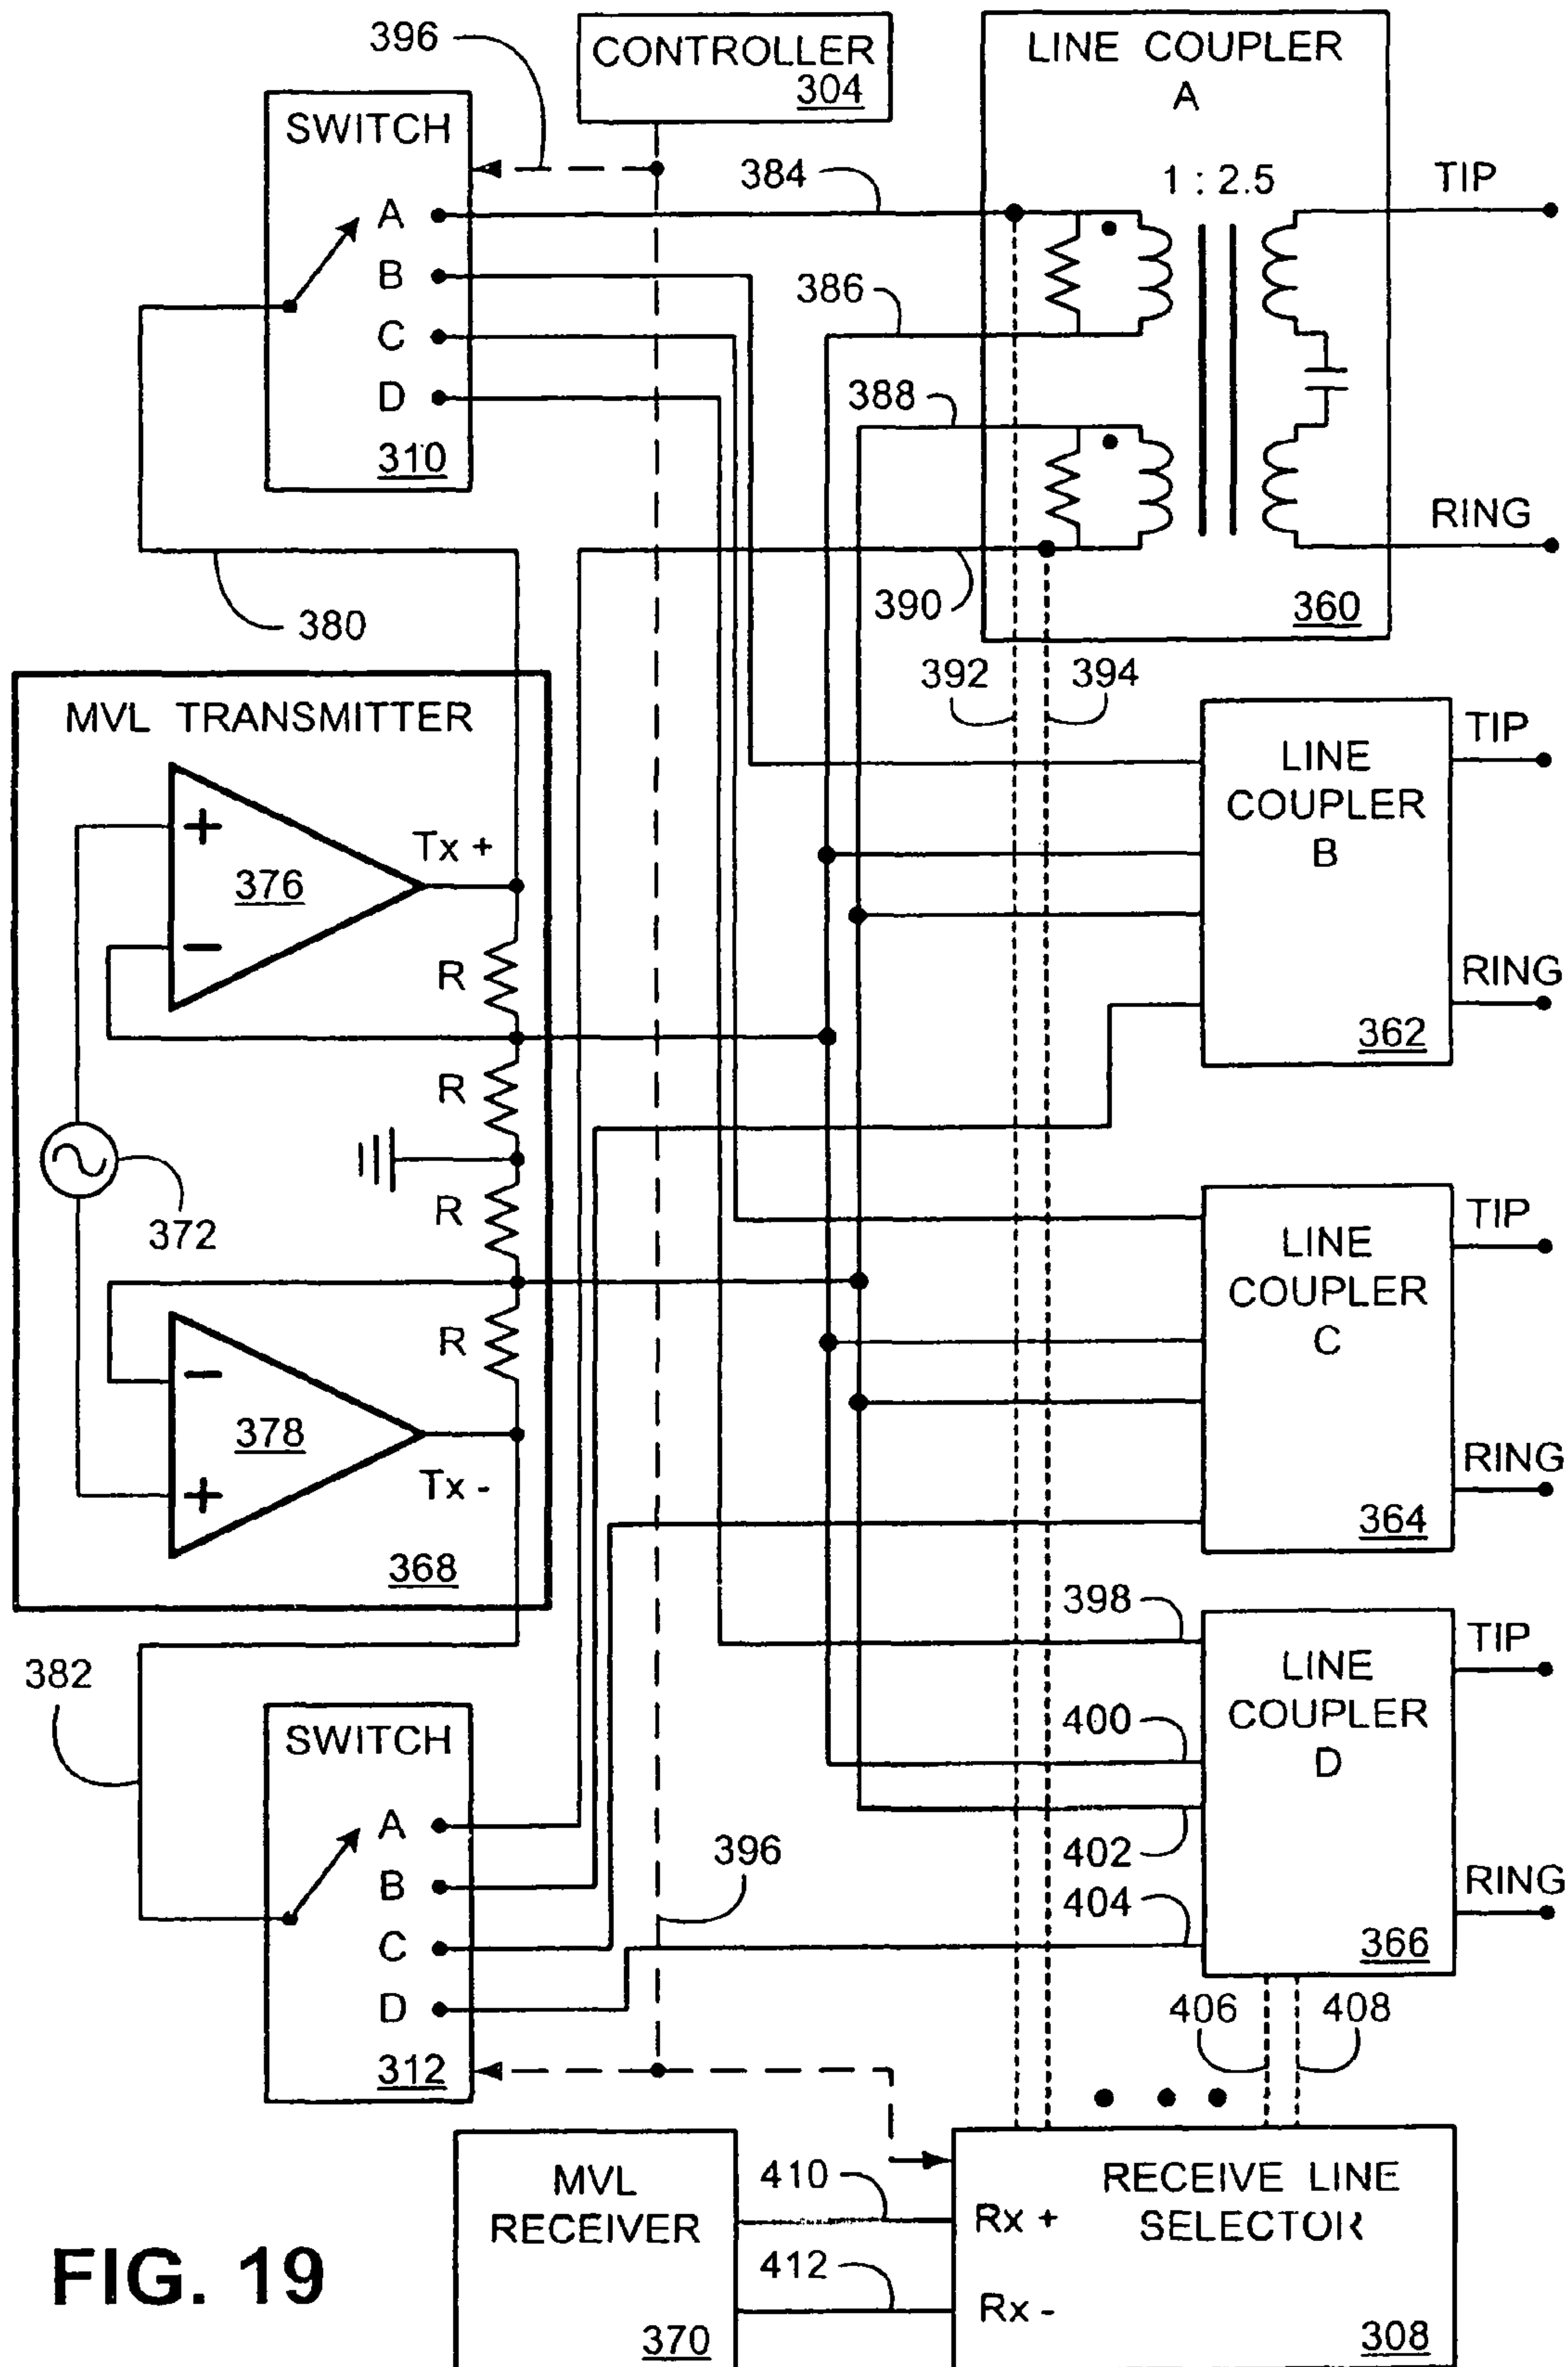 396
CONTROLLER
304
LINE COUPLER
A
SWITCH
A
B
C
D
310
384
386
388
390
1 : 2.5
TIP
RING
360
380
392
394
MVL TRANSMITTER
+
376
-
Tx +
R
R
R
R
372
-
378
+
Tx -
368
LINE
COUPLER
B
362
TIP
RING
LINE
COUPLER
C
364
TIP
RING
398
400
402
404
LINE
COUPLER
D
366
TIP
RING
382
SWITCH
A
B
C
D
312
396
406
408
MVL
RECEIVER
370
410
412
Rx +
Rx -
RECEIVE LINE
SELECTOR
308
FIG. 19